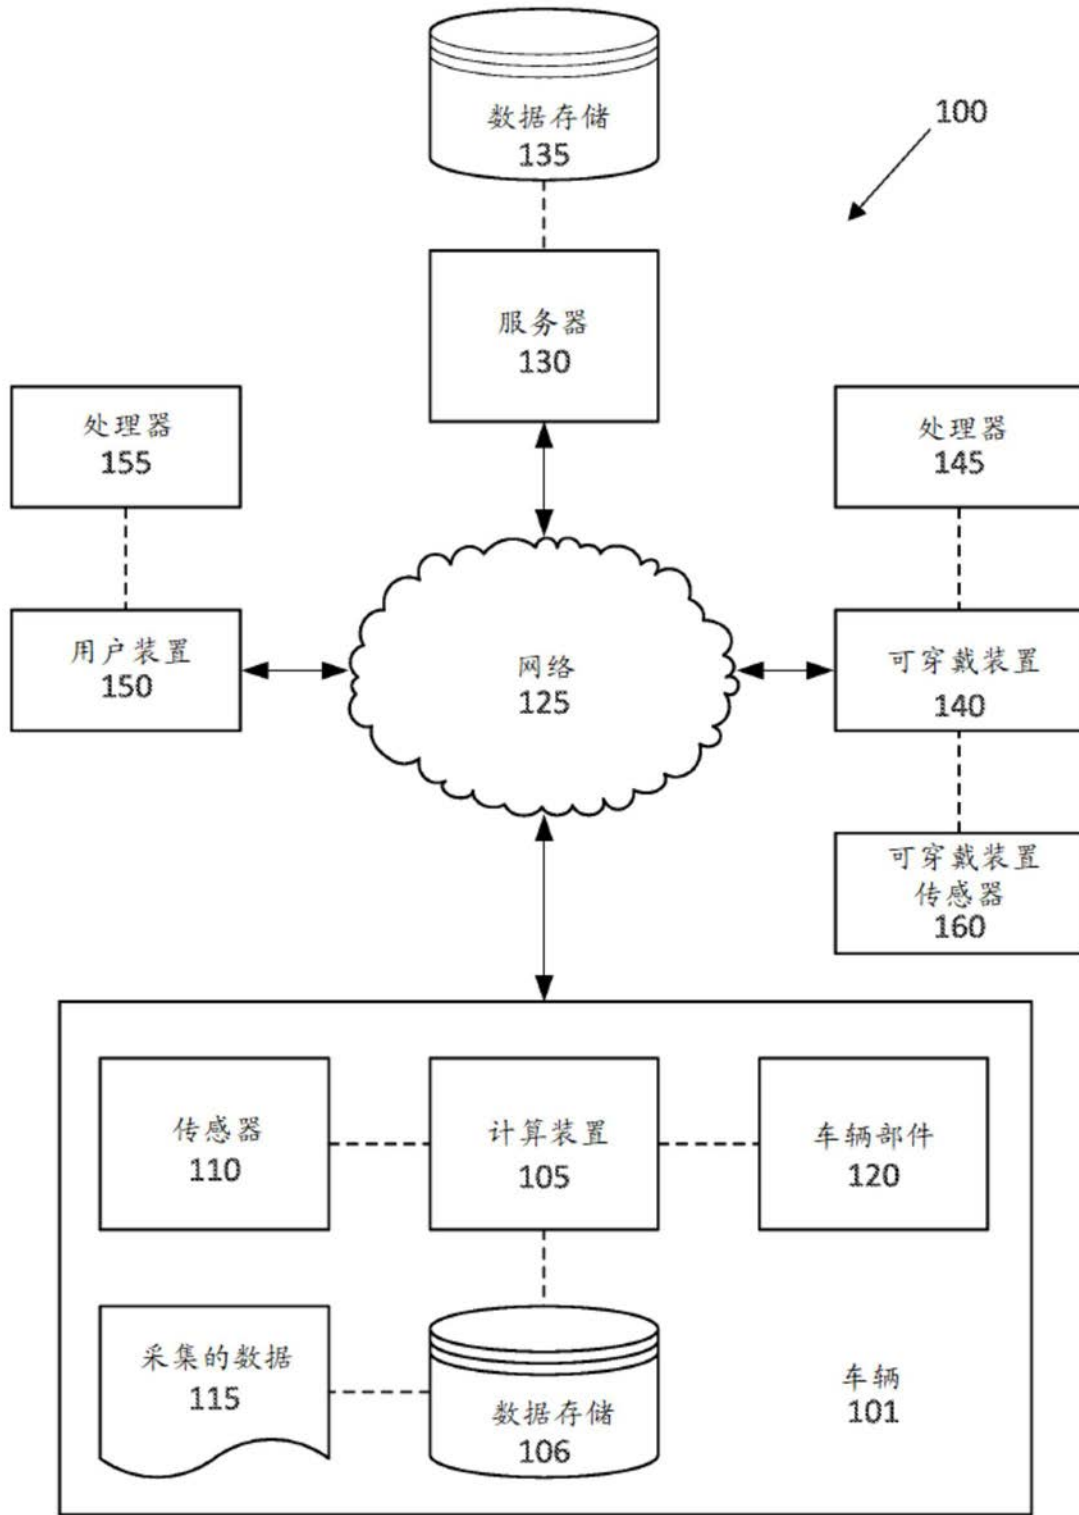 数据存储
135
100
服务器
130
处理器
155
处理器
145
用户装置
150
网络
125
可穿戴装置
140
可穿戴装置
传感器
160
传感器
110
计算装置
105
车辆部件
120
采集的数据
115
数据存储
106
车辆
101